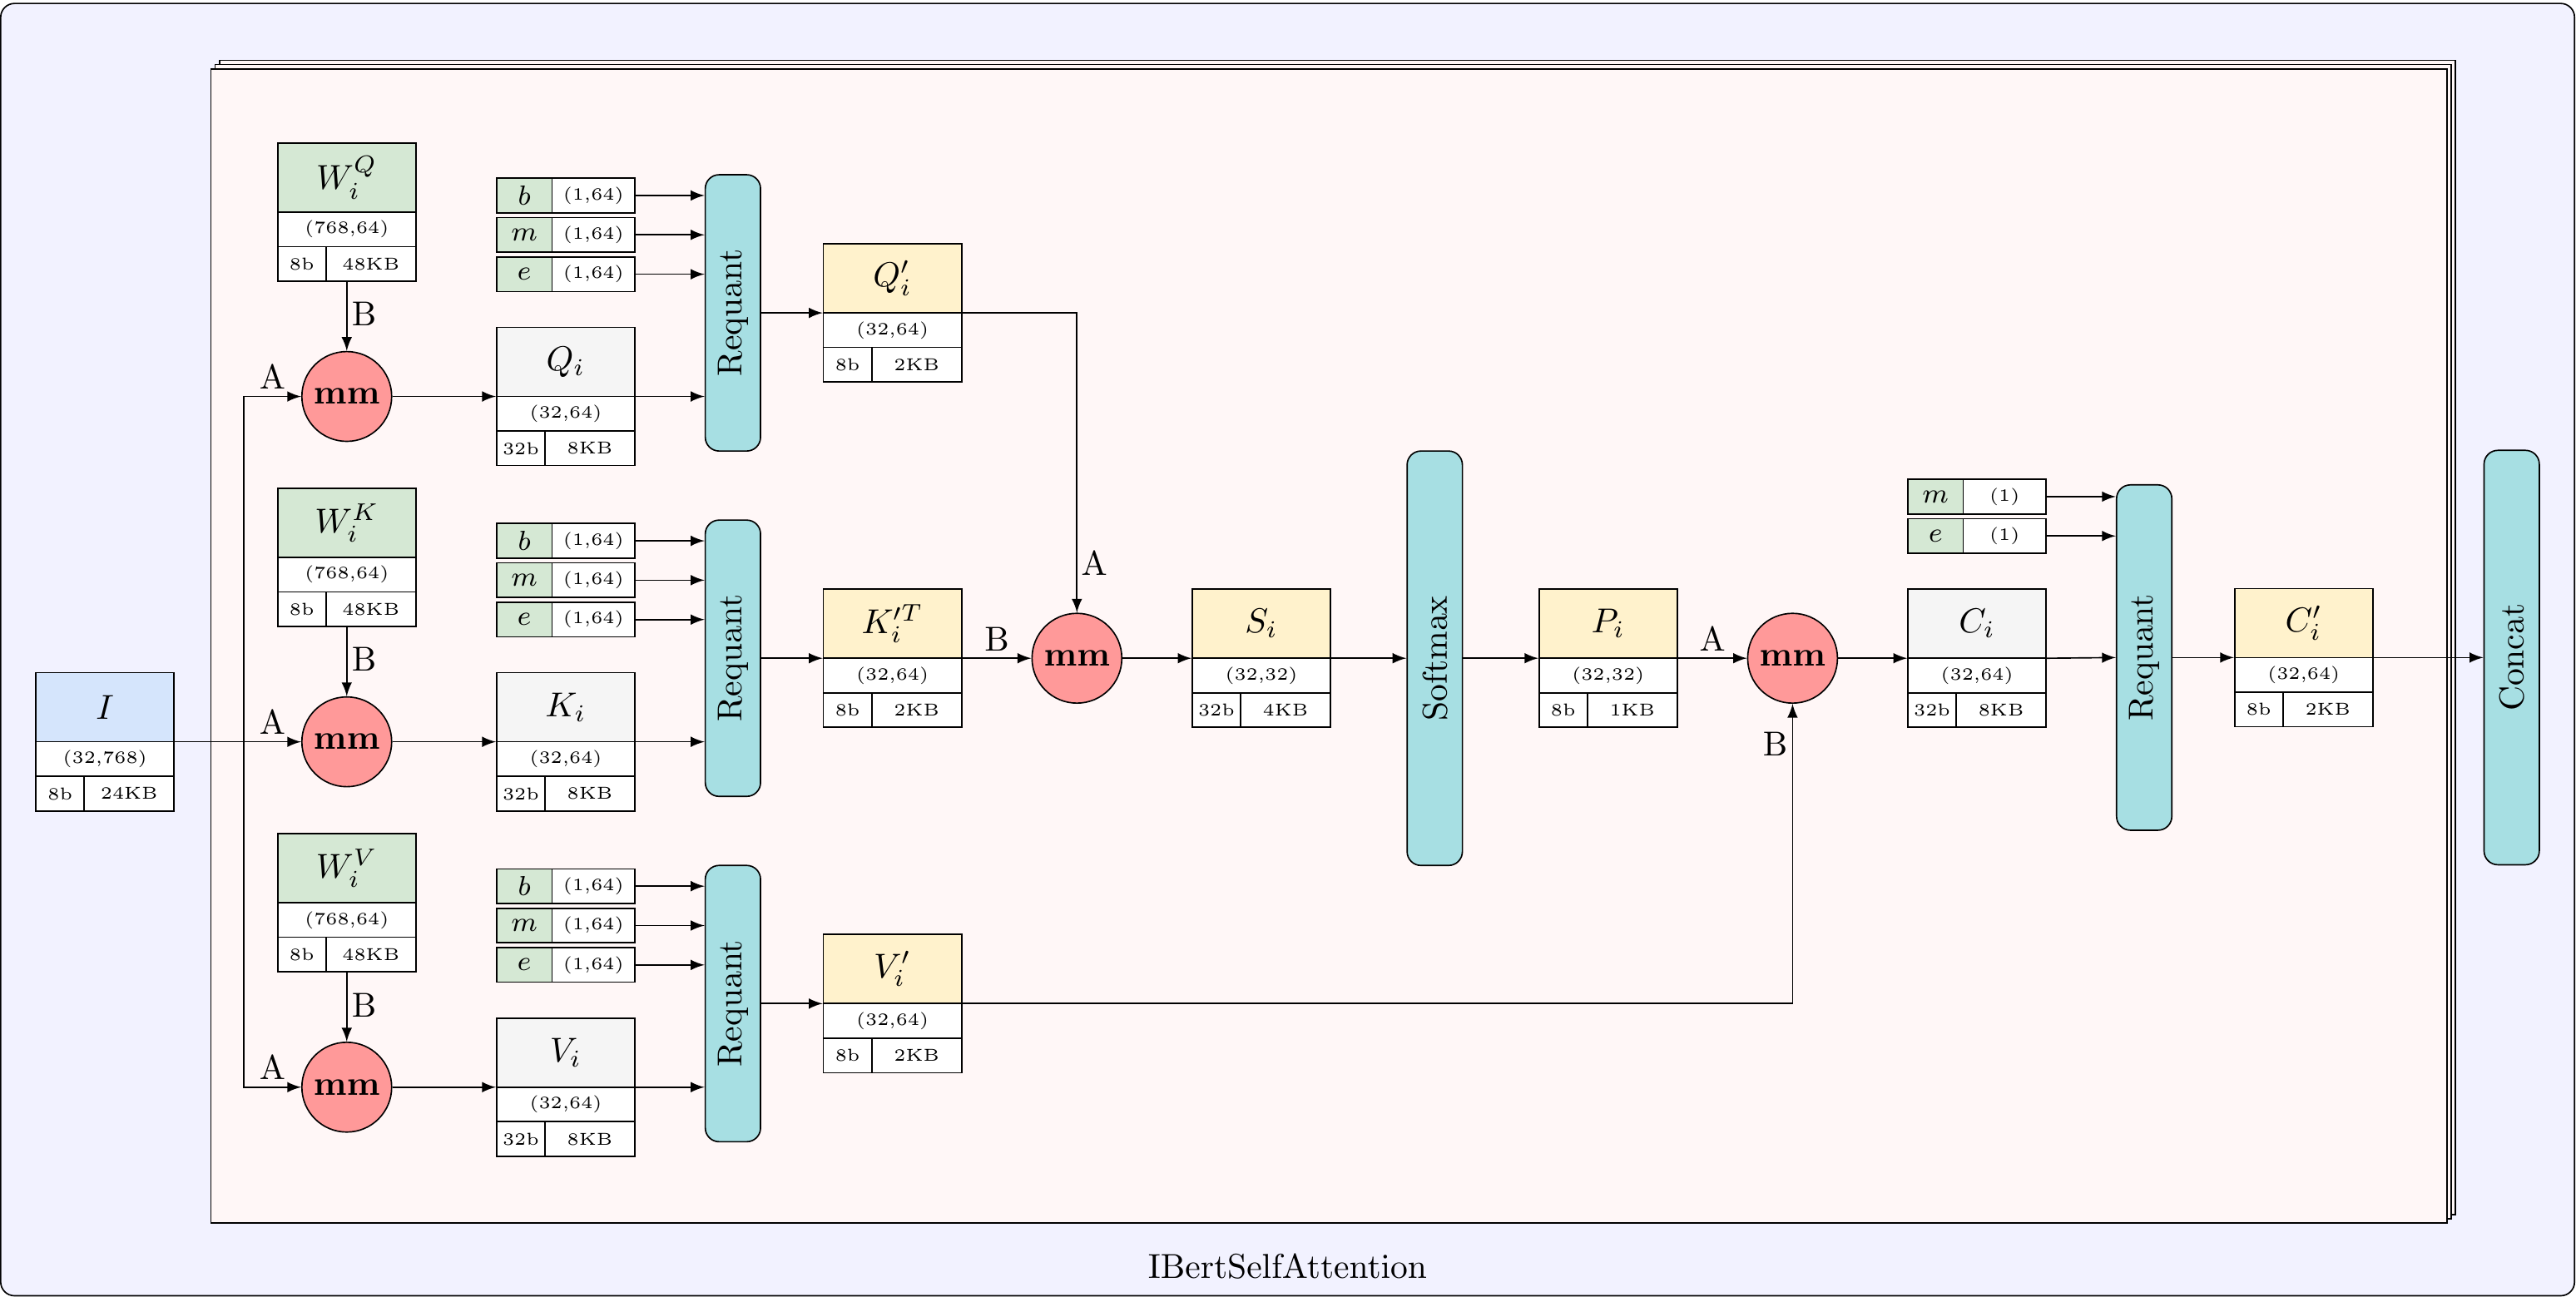 W_i^Q
(768,64)
8b 48KB
B
A
mm
b (1,64)
m (1,64)
e (1,64)
Q_i
(32,64)
32b 8KB
Requant
Q′_i
(32,64)
8b 2KB
A
W_i^K
(768,64)
8b 48KB
B
I
(32,768)
8b 24KB
A
mm
b (1,64)
m (1,64)
e (1,64)
K_i
(32,64)
32b 8KB
Requant
K′_i^T
(32,64)
8b 2KB
B
mm
S_i
(32,32)
32b 4KB
Softmax
P_i
(32,32)
8b 1KB
A
mm
B
m (1)
e (1)
C_i
(32,64)
32b 8KB
Requant
C′_i
(32,64)
8b 2KB
Concat
W_i^V
(768,64)
8b 48KB
B
A
mm
b (1,64)
m (1,64)
e (1,64)
V_i
(32,64)
32b 8KB
Requant
V′_i
(32,64)
8b 2KB
IBertSelfAttention